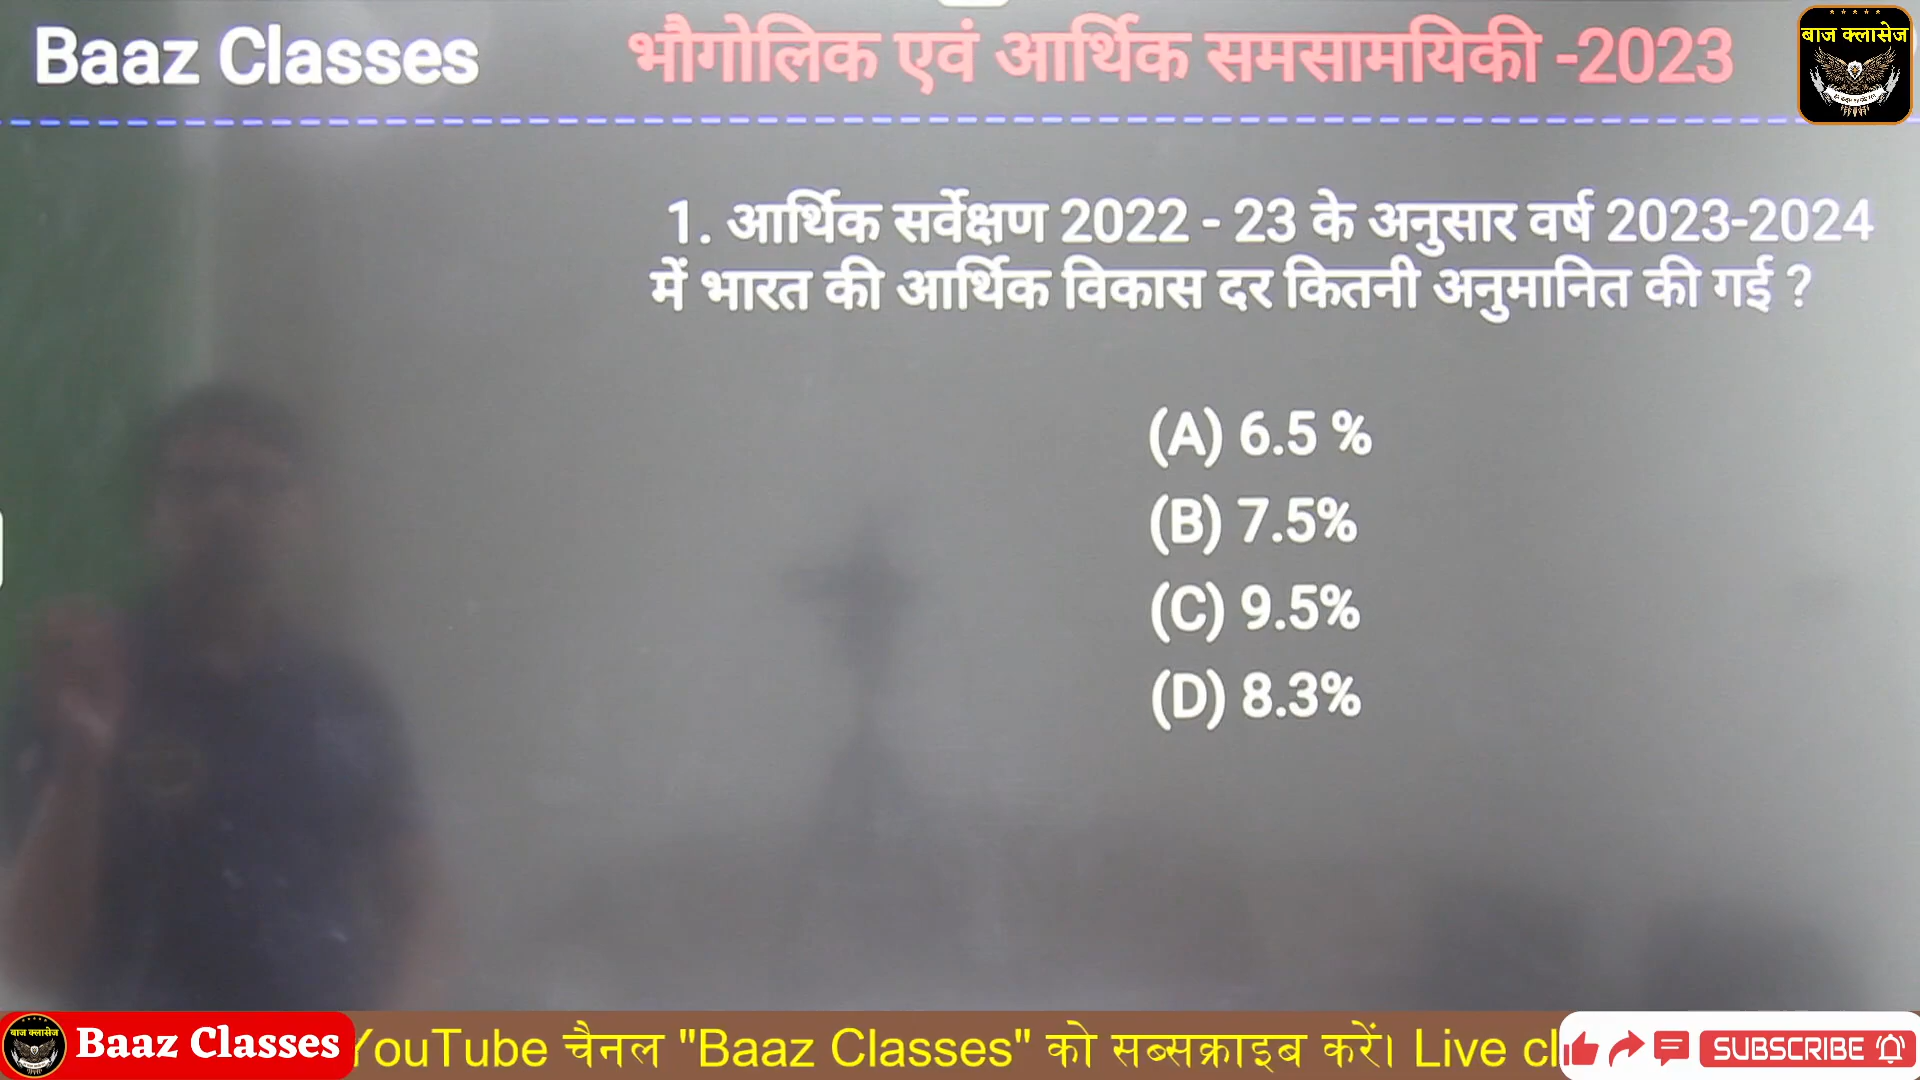 Baaz Classes
भौगोलिक एवं आर्थिक समसामयिकी -2023
बाज क्लासेज
1. आर्थिक सर्वेक्षण 2022 - 23 के अनुसार वर्ष 2023-2024
में भारत की आर्थिक विकास दर कितनी अनुमानित की गई ?
(A) 6.5 %
(B) 7.5%
(C) 9.5%
(D) 8.3%
बाज क्लासेज
Baaz Classes
YouTube चैनल "Baaz Classes" को सब्सक्राइब करें। Live cl
SUBSCRIBE